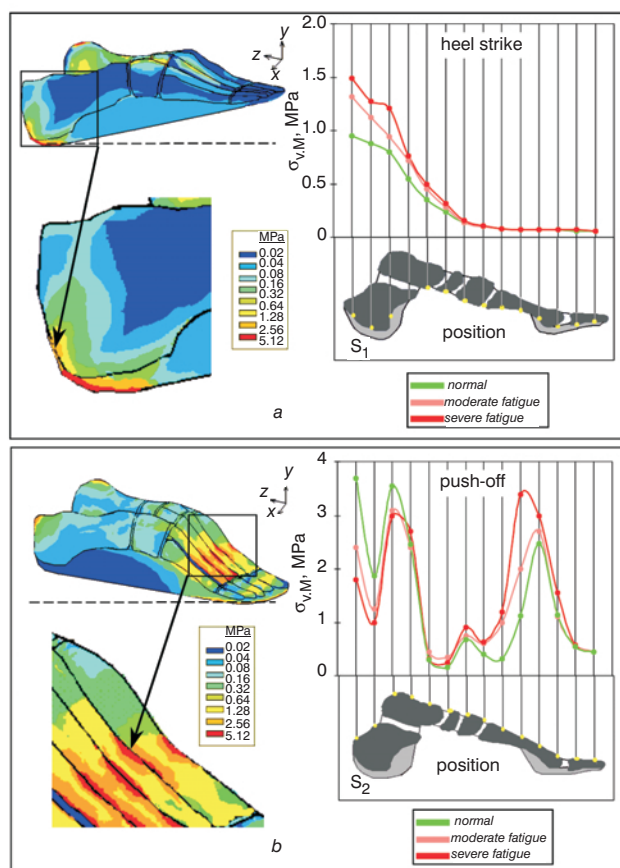 a
y
z
x
MPa
0.02
0.04
0.08
0.16
0.32
0.64
1.28
2.56
5.12
a
heel strike
σv.M, MPa
2.0
1.5
1.0
0.5
0
S1
position
normal
moderate fatigue
severe fatigue
b
y
z
x
MPa
0.02
0.04
0.08
0.16
0.32
0.64
1.28
2.56
5.12
b
push-off
σv.M, MPa
4
3
2
1
0
S2
position
normal
moderate fatigue
severe fatigue